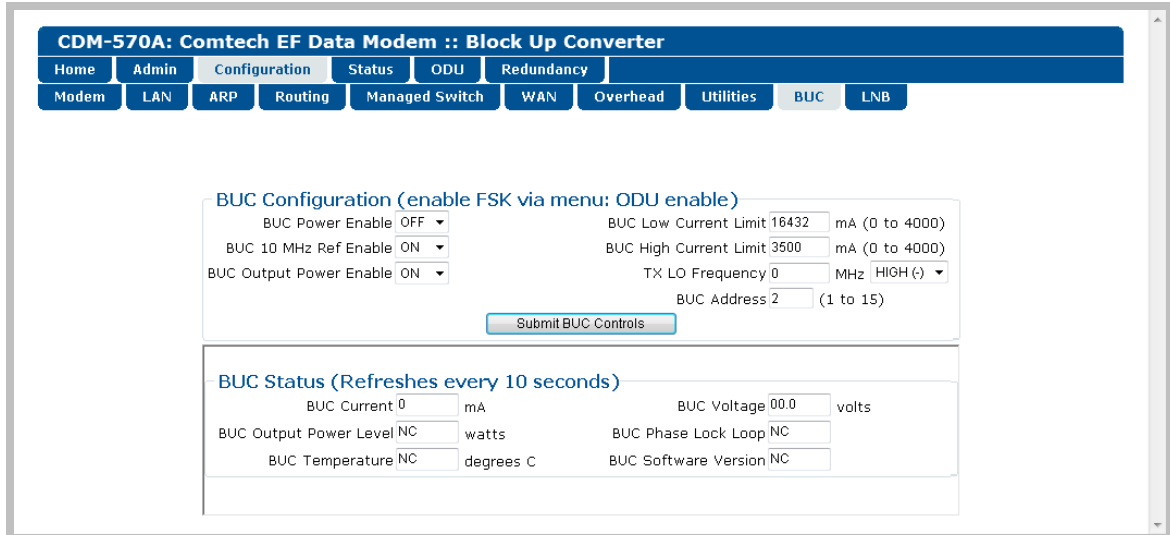 CDM-570A: Comtech EF Data Modem :: Block Up Converter
Home Admin Configuration Status ODU Redundancy
Modem LAN ARP Routing Managed Switch WAN Overhead Utilities BUC LNB
BUC Configuration (enable FSK via menu: ODU enable)
BUC Power Enable OFF BUC Low Current Limit 16432 mA (0 to 4000)
BUC 10 MHz Ref Enable ON BUC High Current Limit 3500 mA (0 to 4000)
BUC Output Power Enable ON TX LO Frequency 0 MHz HIGH (-)
BUC Address 2 (1 to 15)
Submit BUC Controls
BUC Status (Refreshes every 10 seconds)
BUC Current 0 mA BUC Voltage 00.0 volts
BUC Output Power Level NC watts BUC Phase Lock Loop NC
BUC Temperature NC degrees C BUC Software Version NC